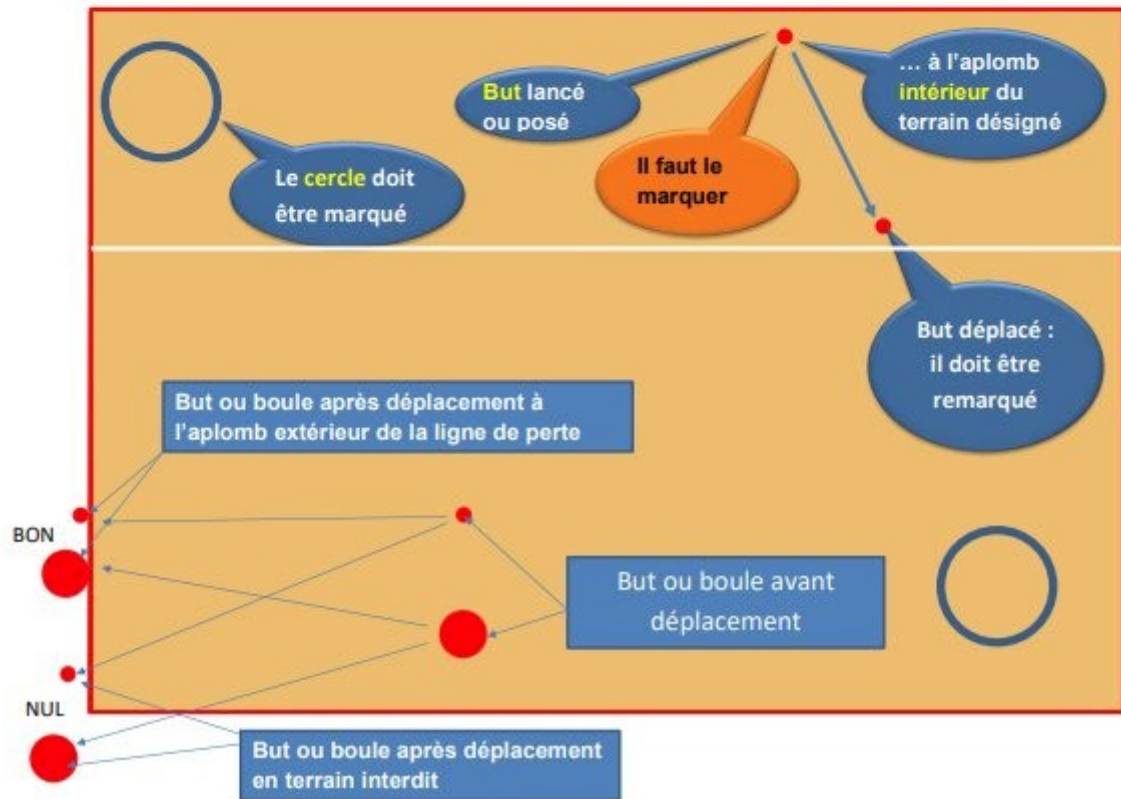 But lancé
ou posé
… à l'aplomb
intérieur du
terrain désigné
Il faut le
marquer
Le cercle doit
être marqué
But déplacé :
il doit être
remarqué
But ou boule après déplacement à
l'aplomb extérieur de la ligne de perte
BON
But ou boule avant
déplacement
NUL
But ou boule après déplacement
en terrain interdit